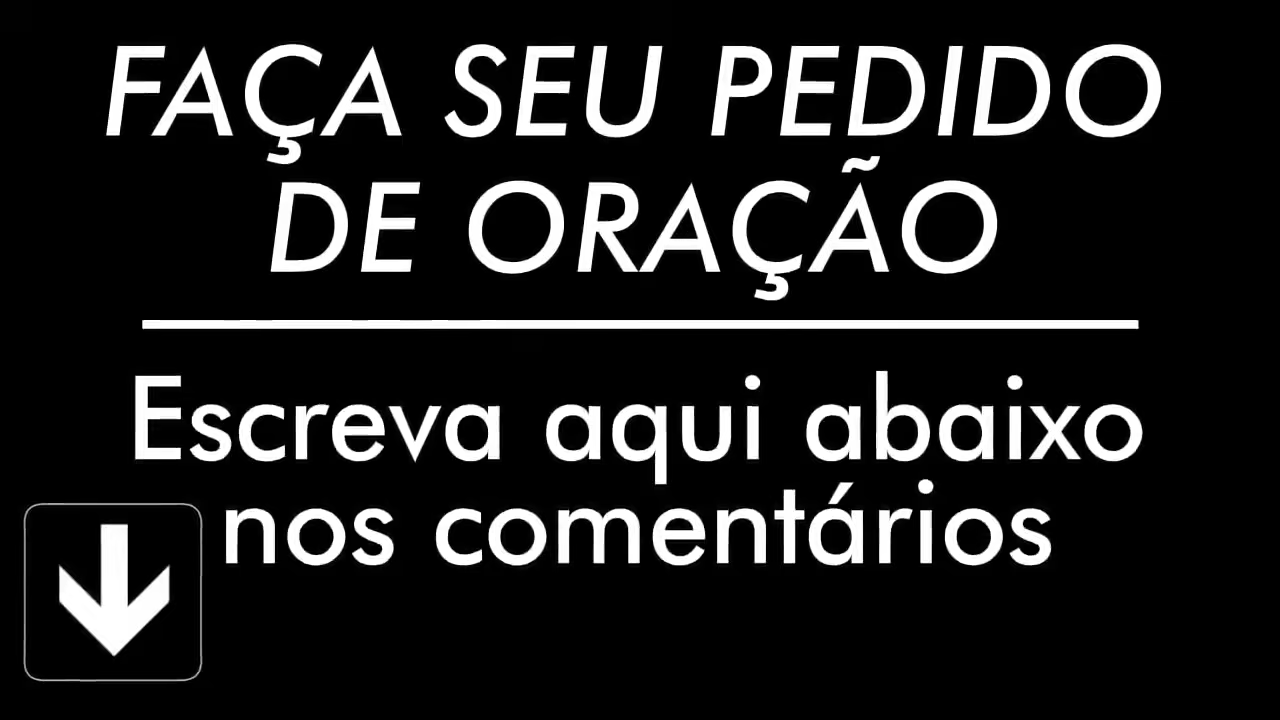 FAÇA SEU PEDIDO
DE ORAÇÃO
Escreva aqui abaixo
nos comentários